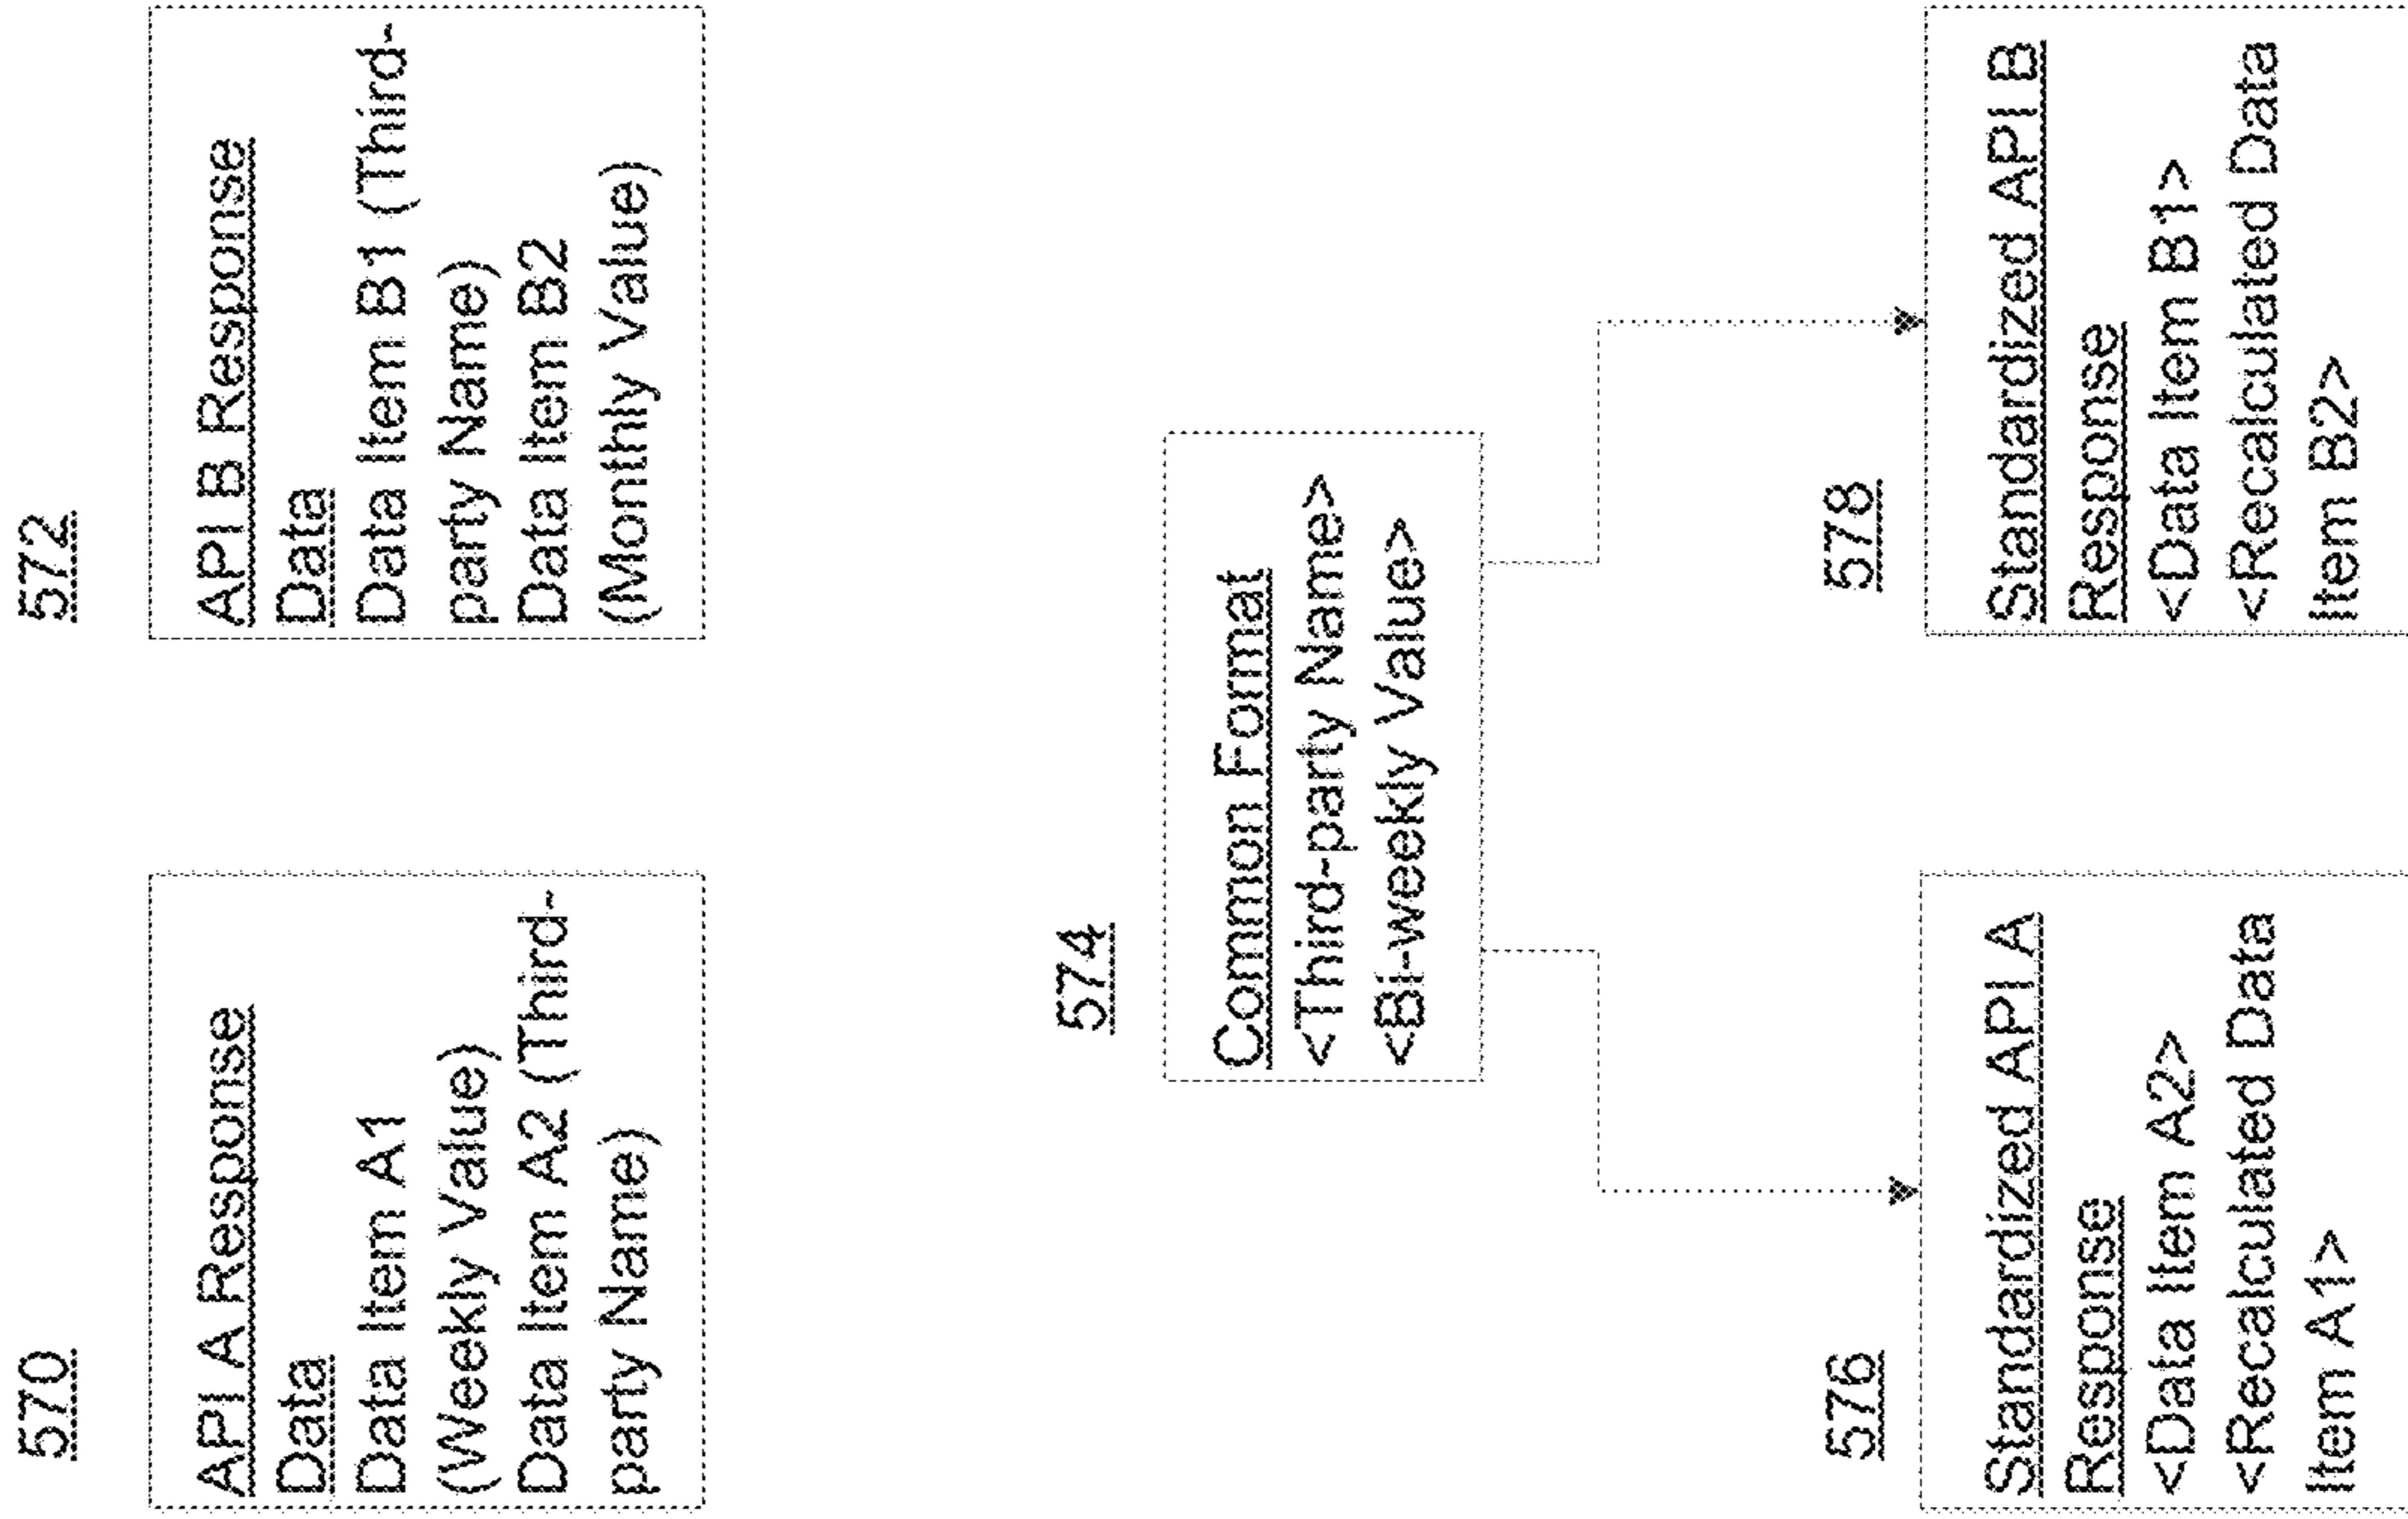 570
API A Response
Data
Data Item A1
(Weekly Value)
Data Item A2 (Third-
party Name)
572
API B Response
Data
Data Item B1 (Third-
party Name)
Data Item B2
(Monthly Value)
574
Common Format
<Third-party Name>
<Bi-weekly Value>
576
Standardized API A
Response
<Data Item A2>
<Recalculated Data
Item A1>
578
Standardized API B
Response
<Data Item B1>
<Recalculated Data
Item B2>